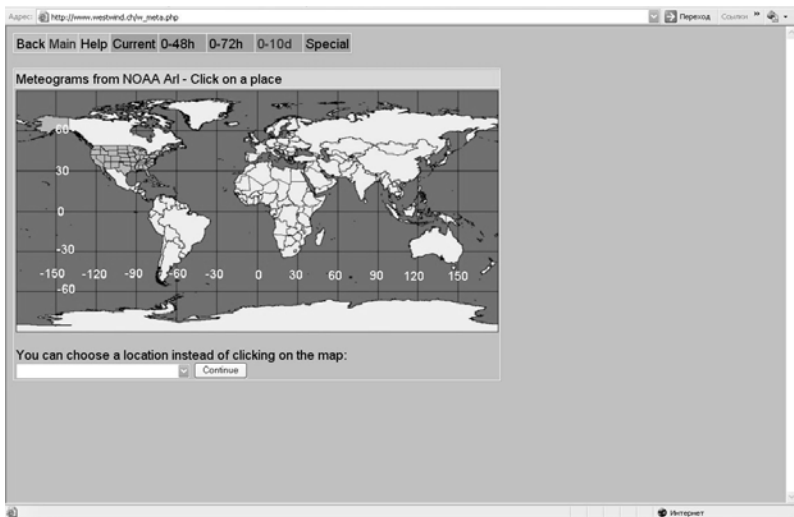 Адрес: http://www.westwind.ch/w_meta.php Переход Ссылки »
Back Main Help Current 0-48h 0-72h 0-10d Special
Meteograms from NOAA Arl - Click on a place
60
30
0
-30
-150 -120 -90 -60 -30 0 30 60 90 120 150
-60
You can choose a location instead of clicking on the map:
Continue
Интернет